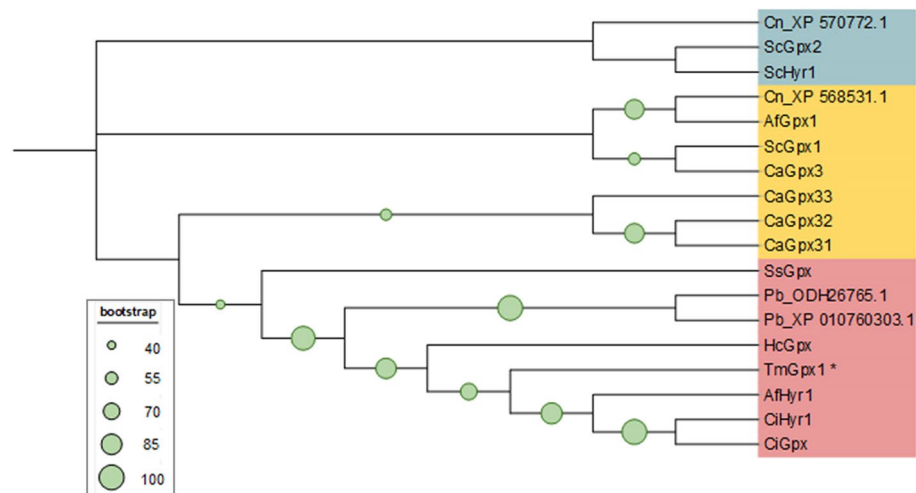 Cn_XP 570772.1
ScGpx2
ScHyr1
Cn_XP 568531.1
AfGpx1
ScGpx1
CaGpx3
CaGpx33
CaGpx32
CaGpx31
SsGpx
Pb_ODH26765.1
Pb_XP 010760303.1
HcGpx
TmGpx1 *
AfHyr1
CiHyr1
CiGpx
bootstrap
40
55
70
85
100